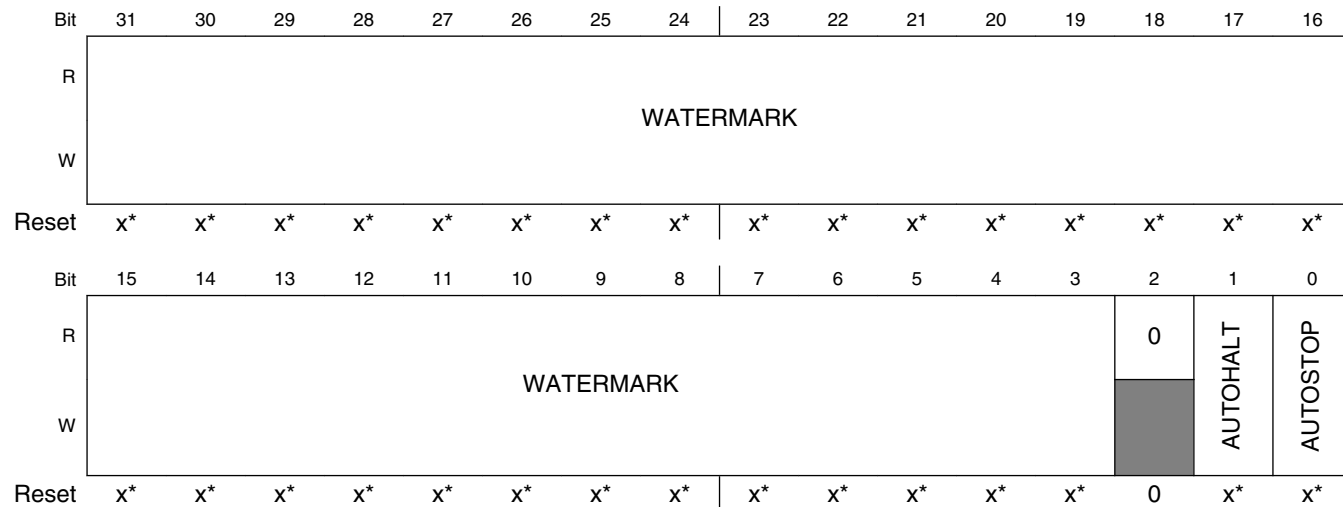 Bit 31 30 29 28 27 26 25 24 23 22 21 20 19 18 17 16
R
WATERMARK
W
Reset x* x* x* x* x* x* x* x* x* x* x* x* x* x* x* x*
Bit 15 14 13 12 11 10 9 8 7 6 5 4 3 2 1 0
R 0
WATERMARK AUTOHALT AUTOSTOP
W
Reset x* x* x* x* x* x* x* x* x* x* x* x* x* 0 x* x*